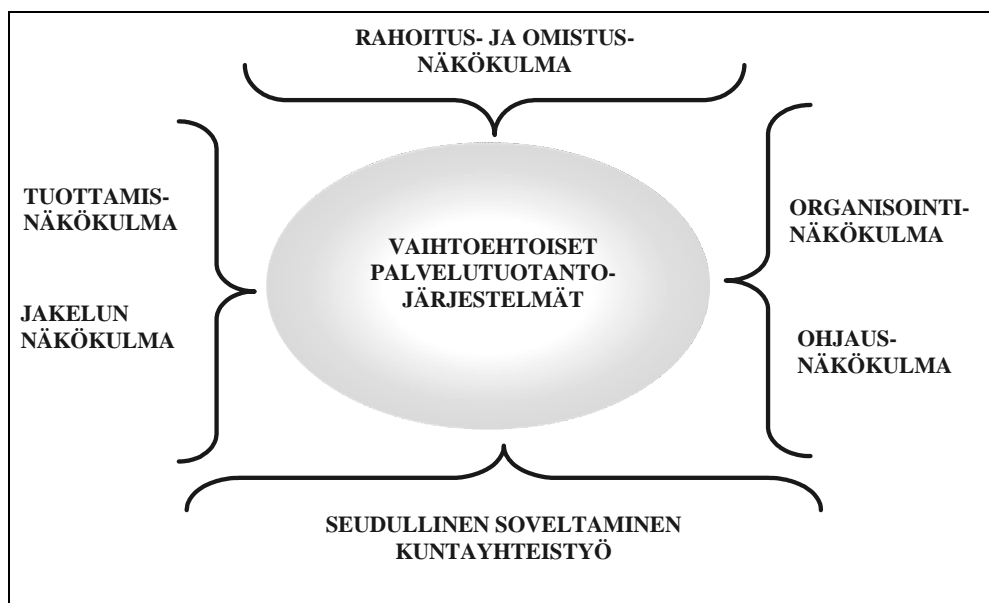 RAHOITUS- JA OMISTUS-
NÄKÖKULMA
TUOTTAMIS-
NÄKÖKULMA
JAKELUN
NÄKÖKULMA
VAIHTOEHTOISET
PALVELUTUOTANTO-
JÄRJESTELMÄT
ORGANISOINTI-
NÄKÖKULMA
OHJAUS-
NÄKÖKULMA
SEUDULLINEN SOVELTAMINEN
KUNTAYHTEISTYÖ